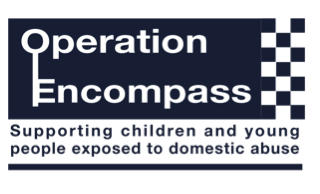 Operation
Encompass
Supporting children and young
people exposed to domestic abuse